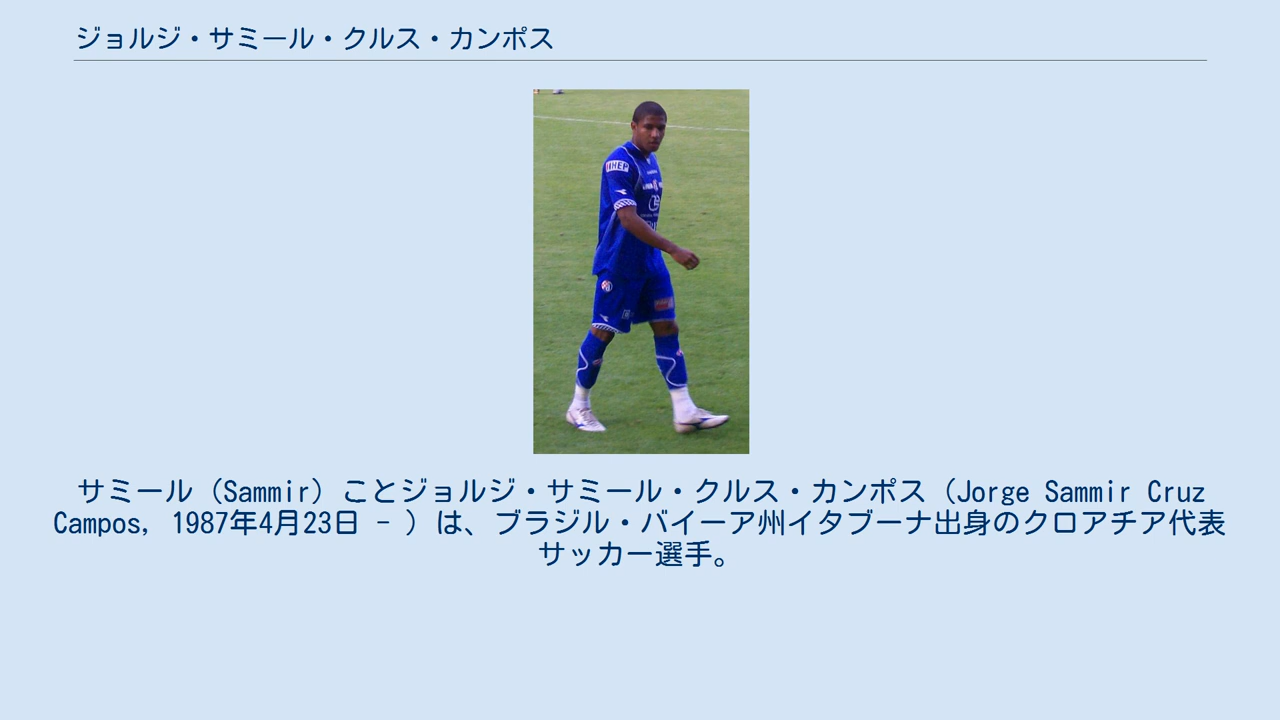 ジョルジ・サミール・クルス・カンポス
HEP
サミール（Sammir）ことジョルジ・サミール・クルス・カンポス（Jorge Sammir Cruz
Campos, 1987年4月23日 - ）は、ブラジル・バイーア州イタブーナ出身のクロアチア代表
サッカー選手。